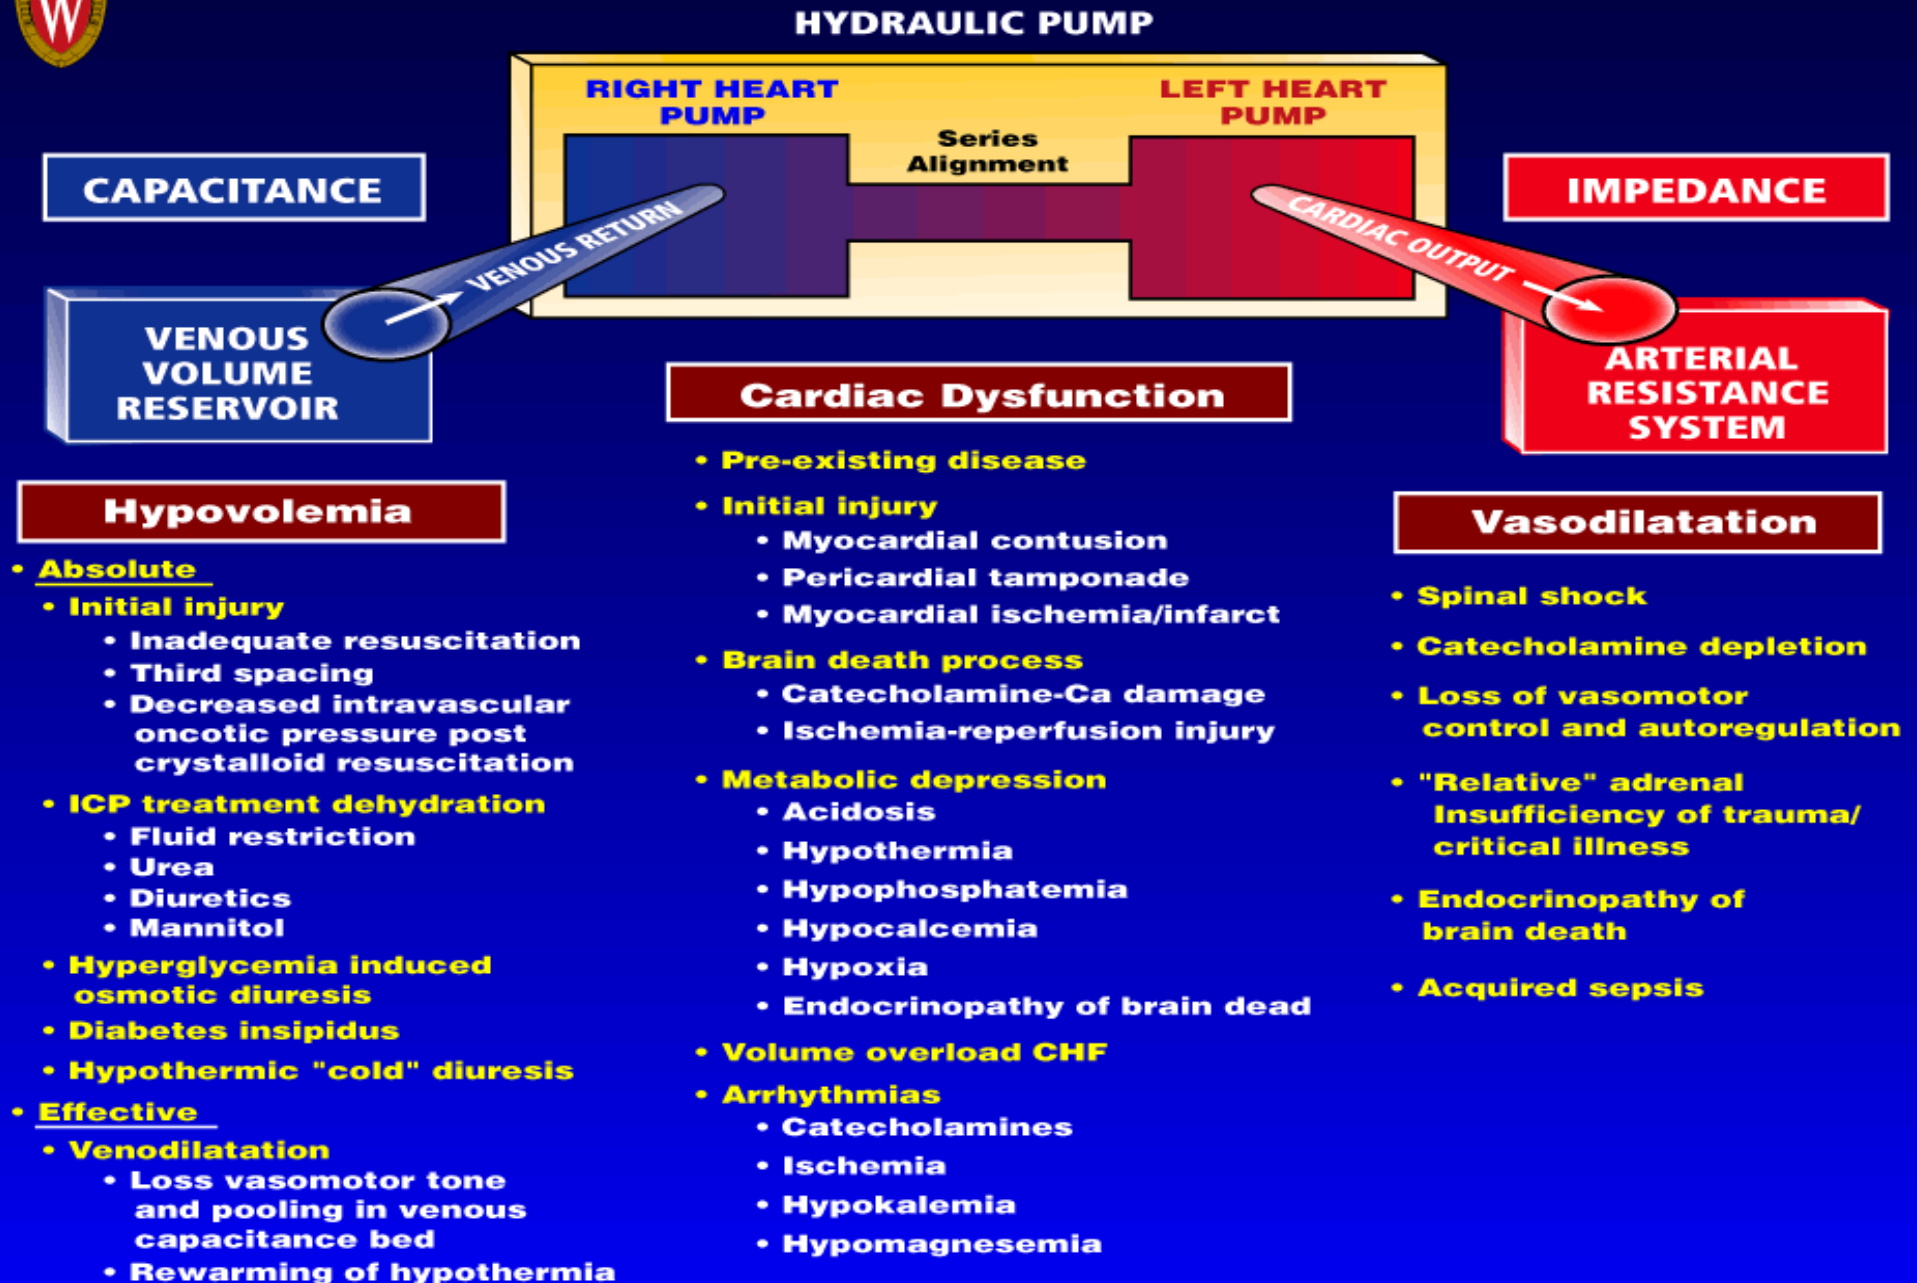 W
HYDRAULIC PUMP
RIGHT HEART
PUMP
LEFT HEART
PUMP
Series
Alignment
CAPACITANCE
IMPEDANCE
VENOUS RETURN
CARDIAC OUTPUT
VENOUS
VOLUME
RESERVOIR
ARTERIAL
RESISTANCE
SYSTEM
Hypovolemia
• Absolute
• Initial injury
• Inadequate resuscitation
• Third spacing
• Decreased intravascular
oncotic pressure post
crystalloid resuscitation
• ICP treatment dehydration
• Fluid restriction
• Urea
• Diuretics
• Mannitol
• Hyperglycemia induced
osmotic diuresis
• Diabetes insipidus
• Hypothermic "cold" diuresis
• Effective
• Venodilatation
• Loss vasomotor tone
and pooling in venous
capacitance bed
• Rewarming of hypothermia
Cardiac Dysfunction
• Pre-existing disease
• Initial injury
• Myocardial contusion
• Pericardial tamponade
• Myocardial ischemia/infarct
• Brain death process
• Catecholamine-Ca damage
• Ischemia-reperfusion injury
• Metabolic depression
• Acidosis
• Hypothermia
• Hypophosphatemia
• Hypocalcemia
• Hypoxia
• Endocrinopathy of brain dead
• Volume overload CHF
• Arrhythmias
• Catecholamines
• Ischemia
• Hypokalemia
• Hypomagnesemia
Vasodilatation
• Spinal shock
• Catecholamine depletion
• Loss of vasomotor
control and autoregulation
• "Relative" adrenal
Insufficiency of trauma/
critical illness
• Endocrinopathy of
brain death
• Acquired sepsis